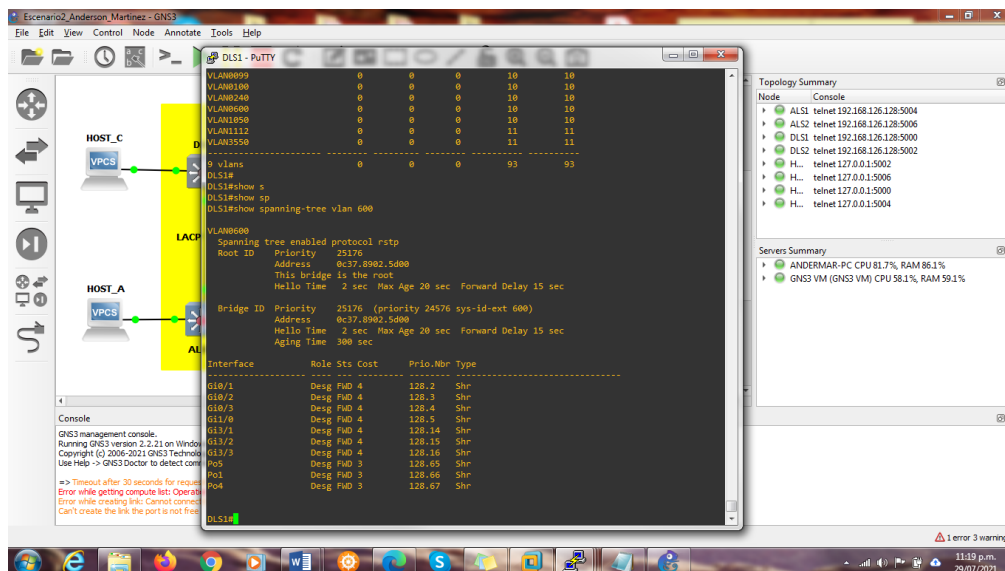 Escenario2_Anderson_Martinez - GNS3
File Edit View Control Node Annotate Tools Help
DLS1 - PuTTY
VLAN0099 0 0 0 10 10
VLAN0100 0 0 0 10 10
VLAN0240 0 0 0 10 10
VLAN0600 0 0 0 10 10
VLAN1050 0 0 0 10 10
VLAN1112 0 0 0 11 11
VLAN3550 0 0 0 11 11
---------------------- -------- --------- -------- ---------- ----------
9 vlans 0 0 0 93 93
DLS1#
DLS1#show s
DLS1#show sp
DLS1#show spanning-tree vlan 600
VLAN0600
Spanning tree enabled protocol rstp
Root ID Priority 25176
Address 0c37.8902.5d00
This bridge is the root
Hello Time 2 sec Max Age 20 sec Forward Delay 15 sec
Bridge ID Priority 25176 (priority 24576 sys-id-ext 600)
Address 0c37.8902.5d00
Hello Time 2 sec Max Age 20 sec Forward Delay 15 sec
Aging Time 300 sec
Interface Role Sts Cost Prio.Nbr Type
------------------- ---- --- --------- -------- --------------------------------
Gi0/1 Desg FWD 4 128.2 Shr
Gi0/2 Desg FWD 4 128.3 Shr
Gi0/3 Desg FWD 4 128.4 Shr
Gi1/0 Desg FWD 4 128.5 Shr
Gi3/1 Desg FWD 4 128.14 Shr
Gi3/2 Desg FWD 4 128.15 Shr
Gi3/3 Desg FWD 4 128.16 Shr
Po5 Desg FWD 3 128.65 Shr
Po1 Desg FWD 3 128.66 Shr
Po4 Desg FWD 3 128.67 Shr
DLS1#
HOST_C
VPCS
D
LACP
HOST_A
VPCS
AL
Topology Summary
Node Console
ALS1 telnet 192.168.126.128:5004
ALS2 telnet 192.168.126.128:5006
DLS1 telnet 192.168.126.128:5000
DLS2 telnet 192.168.126.128:5002
H... telnet 127.0.0.1:5002
H... telnet 127.0.0.1:5006
H... telnet 127.0.0.1:5000
H... telnet 127.0.0.1:5004
Servers Summary
ANDERMAR-PC CPU 81.7%, RAM 86.1%
GNS3 VM (GNS3 VM) CPU 58.1%, RAM 59.1%
Console
GNS3 management console.
Running GNS3 version 2.2.21 on Window
Copyright (c) 2006-2021 GNS3 Technolo
Use Help -> GNS3 Doctor to detect com
=> Timeout after 30 seconds for reques
Error while getting compute list: Operati
Error while creating link: Cannot connec
Can't create the link the port is not free
1 error 3 warning
11:19 p.m.
29/07/2021